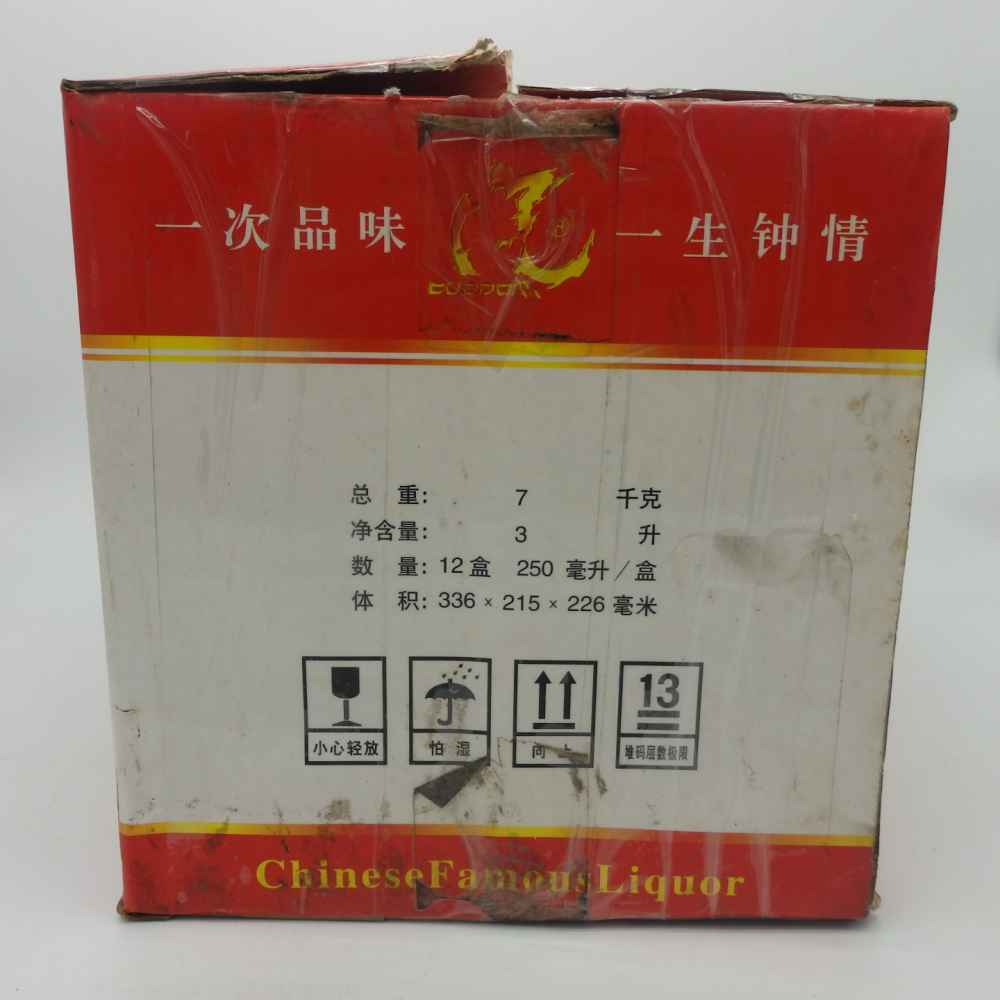 一次品味 一生钟情
总 重: 7 千克
净含量: 3 升
数 量: 12盒 250 毫升/盒
体 积: 336 × 215 × 226 毫米
小心轻放 怕湿 向上 13 堆码层数极限
ChineseFamousLiquor